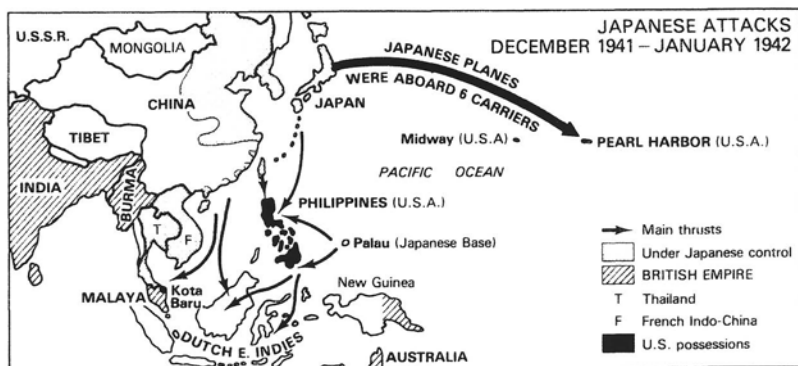 JAPANESE ATTACKS
DECEMBER 1941 – JANUARY 1942
U.S.S.R.
MONGOLIA
JAPANESE PLANES
WERE ABOARD 6 CARRIERS
CHINA
JAPAN
TIBET
Midway (U.S.A)
PEARL HARBOR (U.S.A.)
PACIFIC OCEAN
INDIA
BURMA
PHILIPPINES (U.S.A.)
T
F
Palau (Japanese Base)
New Guinea
MALAYA
Kota
Baru
DUTCH E. INDIES
AUSTRALIA
Main thrusts
Under Japanese control
BRITISH EMPIRE
T Thailand
F French Indo-China
U.S. possessions